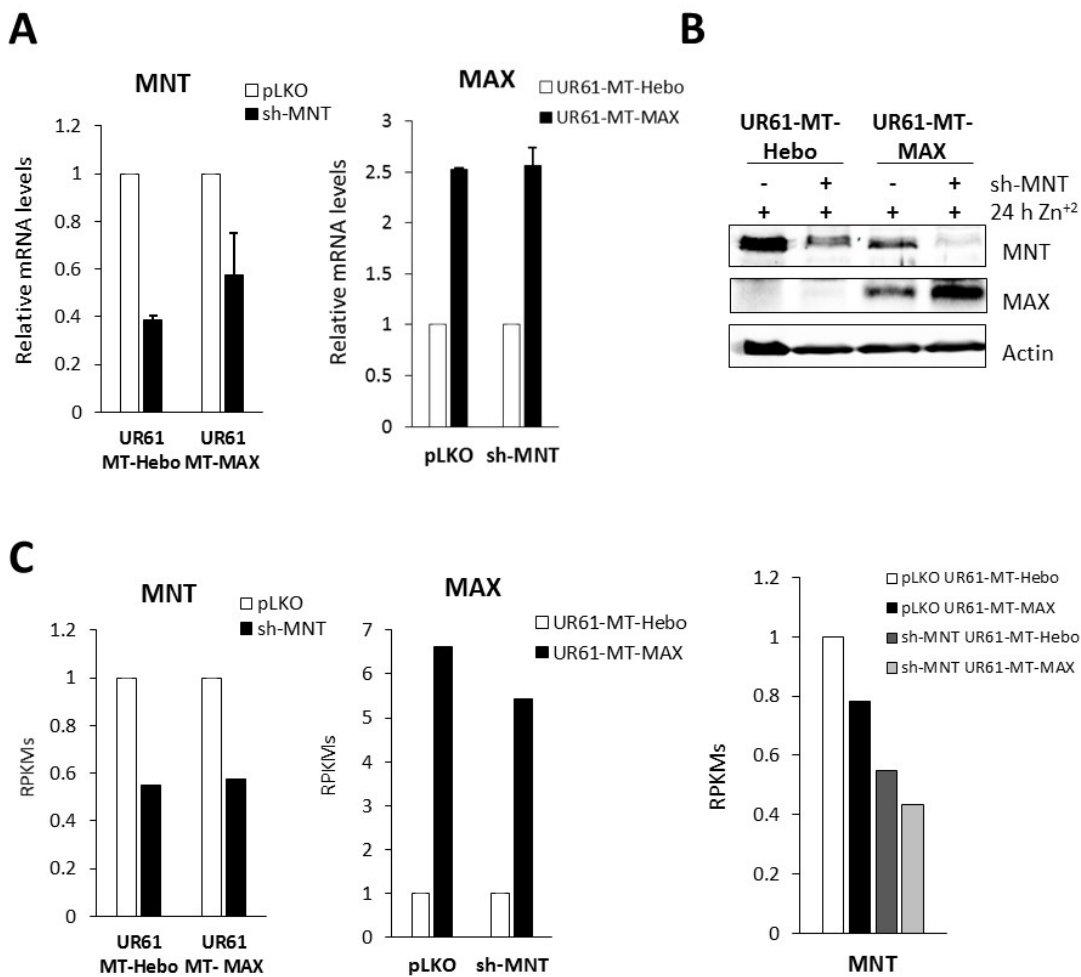 A
MNT
pLKO
sh-MNT
Relative mRNA levels
1.2
1
0.8
0.6
0.4
0.2
0
UR61
MT-Hebo
UR61
MT-MAX
MAX
UR61-MT-Hebo
UR61-MT-MAX
Relative mRNA levels
3
2.5
2
1.5
1
0.5
0
pLKO
sh-MNT
B
UR61-MT-
Hebo
UR61-MT-
MAX
- + - + sh-MNT
+ + + + 24 h Zn+2
MNT
MAX
Actin
C
MNT
pLKO
sh-MNT
RPKMs
1.2
1
0.8
0.6
0.4
0.2
0
UR61
MT-Hebo
UR61
MT- MAX
MAX
UR61-MT-Hebo
UR61-MT-MAX
RPKMs
7
6
5
4
3
2
1
0
pLKO
sh-MNT
pLKO UR61-MT-Hebo
pLKO UR61-MT-MAX
sh-MNT UR61-MT-Hebo
sh-MNT UR61-MT-MAX
RPKMs
1.2
1
0.8
0.6
0.4
0.2
0
MNT